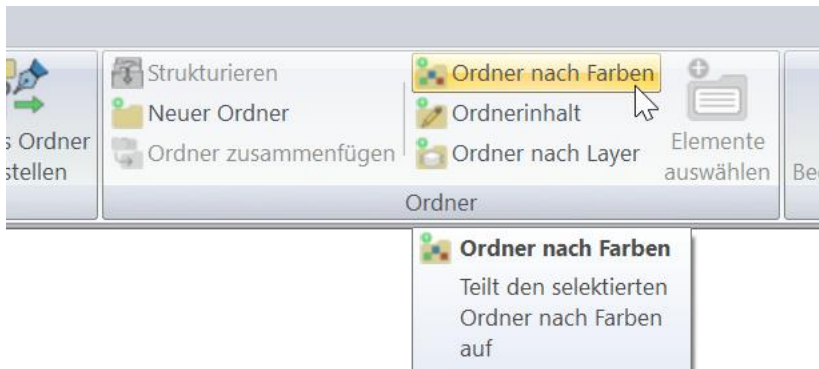 s Ordner
stellen
Strukturieren
Neuer Ordner
Ordner zusammenfügen
Ordner nach Farben
Ordnerinhalt
Ordner nach Layer
Elemente
auswählen
Be
Ordner
Ordner nach Farben
Teilt den selektierten
Ordner nach Farben
auf